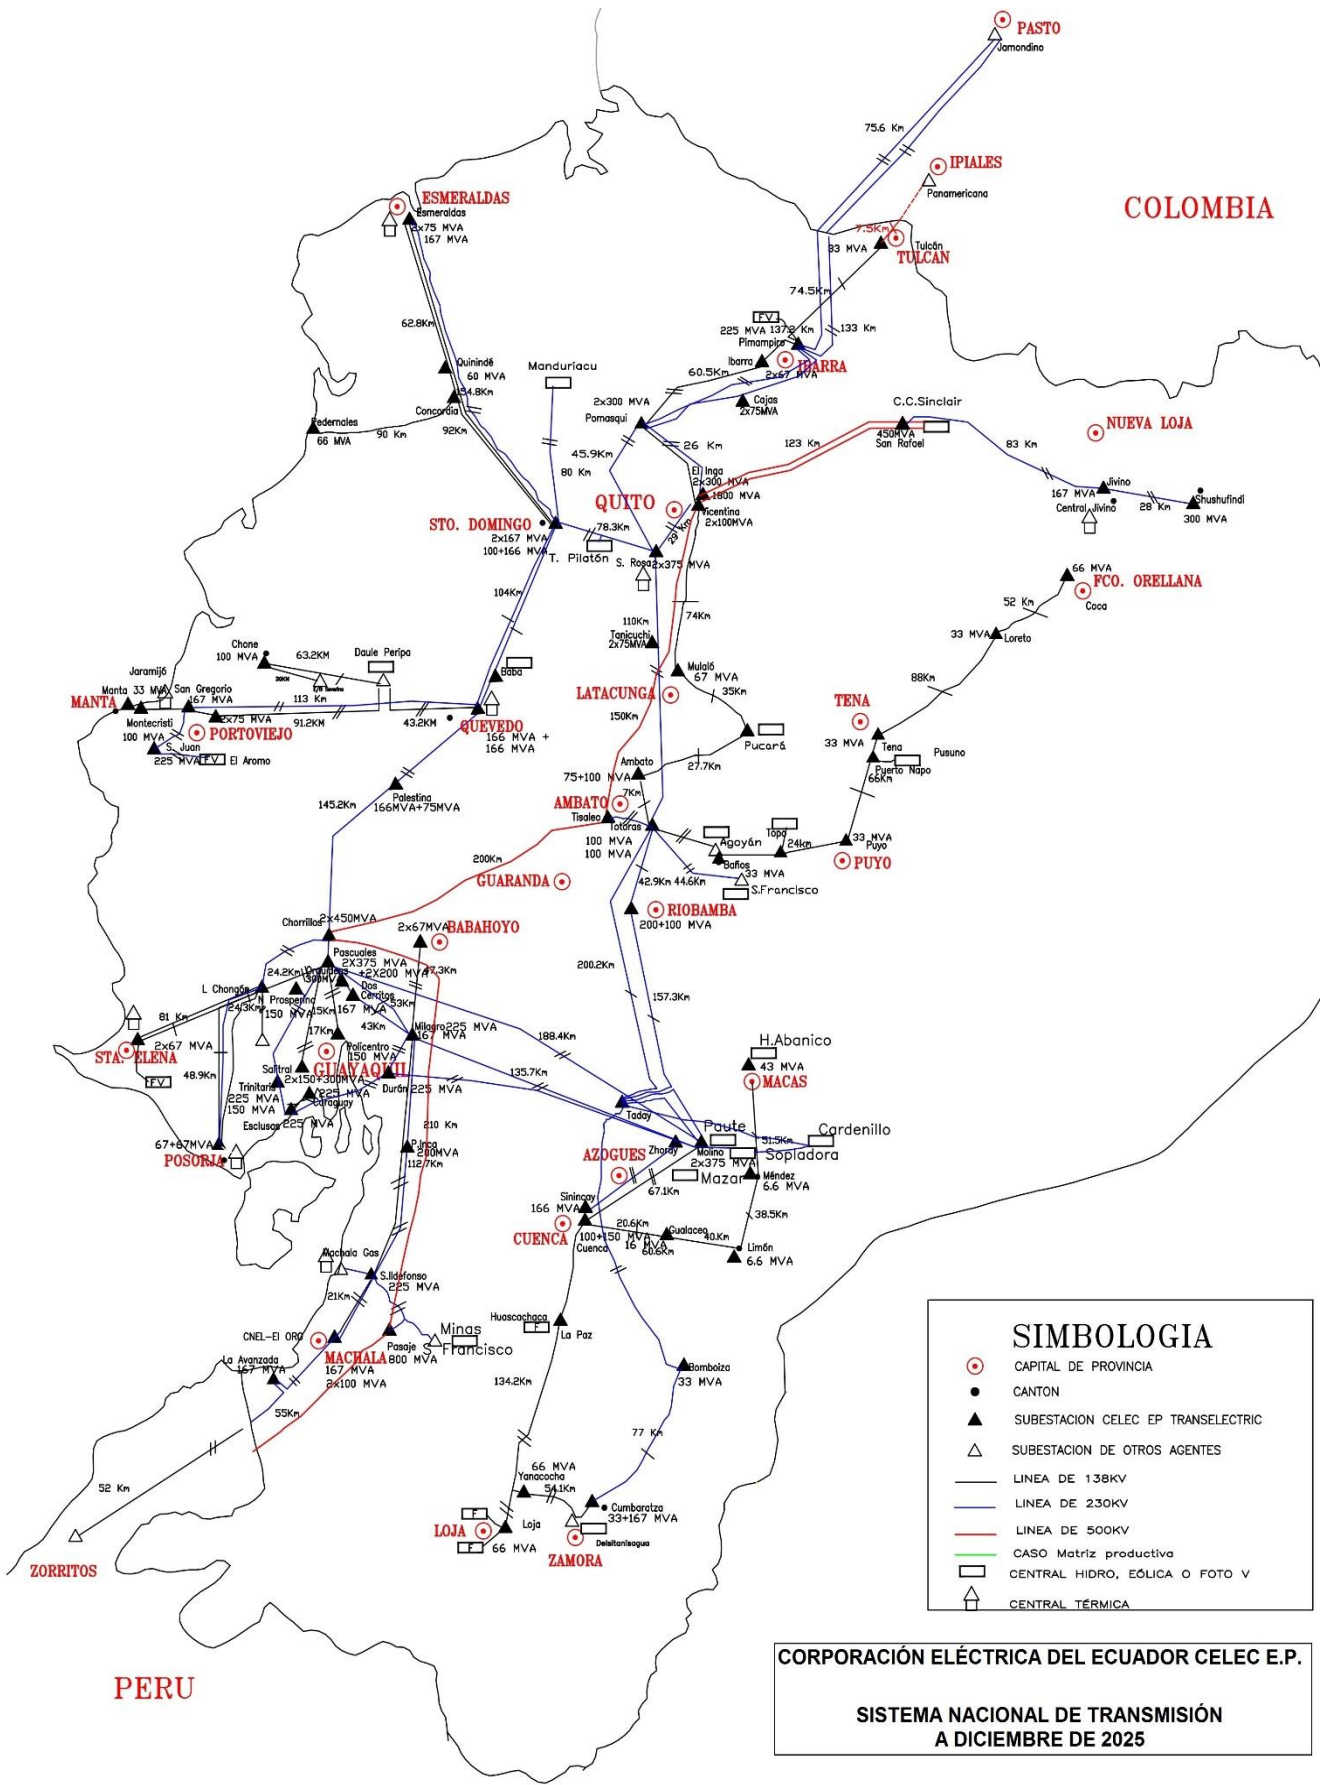 PASTO
Jamondino
75.6 Km
IPIALES
Panamericana
COLOMBIA
ESMERALDAS
Esmeraldas
2x75 MVA
167 MVA
7.5Km
33 MVA
Tulcán
TULCAN
74.5Km
62.8Km
FV
225 MVA
137.2 Km
133 Km
Pimampiro
Ibarra
IBARRA
2x67 MVA
60.5Km
Quinindé
60 MVA
154.8Km
Concordia
Manduriacu
2x300 MVA
Pomasqui
Cajas
2x75MVA
C.C.Sinclair
450MVA
San Rafael
NUEVA LOJA
Pedernales
66 MVA
90 Km
92Km
45.9Km
26 Km
123 Km
83 Km
80 Km
El Inga
2x300 MVA
1800 MVA
Vicentina
2x100MVA
QUITO
Jivino
167 MVA
Central Jivino
28 Km
Shushufindi
300 MVA
STO. DOMINGO
2x167 MVA
100+166 MVA
78.3Km
T. Pilatón
29 Km
S. Rosa
2x375 MVA
66 MVA
FCO. ORELLANA
Coca
52 Km
104Km
110Km
74Km
Tanicuchi
2x75MVA
33 MVA
Loreto
Chone
100 MVA
63.2KM
Daule Peripa
Baba
Mulaló
67 MVA
88Km
Jaramijó
Manta
33 MVA
San Gregorio
167 MVA
113 Km
LATACUNGA
35Km
TENA
MANTA
Montecristi
100 MVA
2x75 MVA
91.2KM
43.2KM
QUEVEDO
150Km
33 MVA
Tena
Pusuno
PORTOVIEJO
166 MVA +
166 MVA
Pucará
Puerto Napo
S. Juan
225 MVA
FV
El Aromo
Ambato
27.7Km
66Km
75+100 MVA
Palestina
166MVA+75MVA
7Km
145.2Km
AMBATO
Tisaleo
Totoras
100 MVA
100 MVA
Agoyán
Topo
24km
33 MVA
Puyo
PUYO
Baños
33 MVA
S.Francisco
200Km
GUARANDA
42.9Km
44.6Km
RIOBAMBA
200+100 MVA
2x450MVA
Chorrillos
2x67MVA
BABAHOYO
Pascuales
2X375 MVA
+2X200 MVA
47.3Km
200.2Km
24.2Km
300MVA
Dos
Cerritos
167 MVA
53Km
157.3Km
L Chongón
24.3Km
Prosperina
150 MVA
15Km
17Km
43Km
Milagro
225 MVA
167 MVA
188.4Km
H.Abanico
81 Km
2x67 MVA
Policentro
150 MVA
43 MVA
STA. ELENA
48.9Km
Salitral
2x150+300MVA
GUAYAQUIL
135.7Km
MACAS
FV
Trinitaria
225 MVA
150 MVA
225 MVA
Caraguay
Durán
225 MVA
Taday
Esclusas
225 MVA
210 Km
Paute
51.5Km
Cardenillo
67+67MVA
POSORJA
P.Inca
200MVA
112.7Km
Zhoray
Molino
2x375 MVA
Sopladora
AZOGUES
Mazar
Méndez
6.6 MVA
67.1Km
Sinincay
166 MVA
38.5Km
CUENCA
100+150 MVA
Cuenca
20.6Km
16 MVA
60.6Km
Gualaceo
40Km
Limón
6.6 MVA
Machala Gas
S.Ildefonso
225 MVA
21Km
CNEL-El ORO
MACHALA
Pasaje
800 MVA
Minas
S Francisco
Huascachaca
F
La Paz
La Avanzada
167 MVA
167 MVA
2x100 MVA
134.2Km
Bomboiza
33 MVA
55Km
77 Km
52 Km
66 MVA
Yanacocha
54.1Km
Cumbaratza
33+167 MVA
F
LOJA
Loja
F
66 MVA
Delsitanisagua
ZAMORA
ZORRITOS
PERU
SIMBOLOGIA
CAPITAL DE PROVINCIA
CANTON
SUBESTACION CELEC EP TRANSELECTRIC
SUBESTACION DE OTROS AGENTES
LINEA DE 138KV
LINEA DE 230KV
LINEA DE 500KV
CASO Matriz productiva
CENTRAL HIDRO, EÓLICA O FOTO V
CENTRAL TÉRMICA
CORPORACIÓN ELÉCTRICA DEL ECUADOR CELEC E.P.
SISTEMA NACIONAL DE TRANSMISIÓN
A DICIEMBRE DE 2025